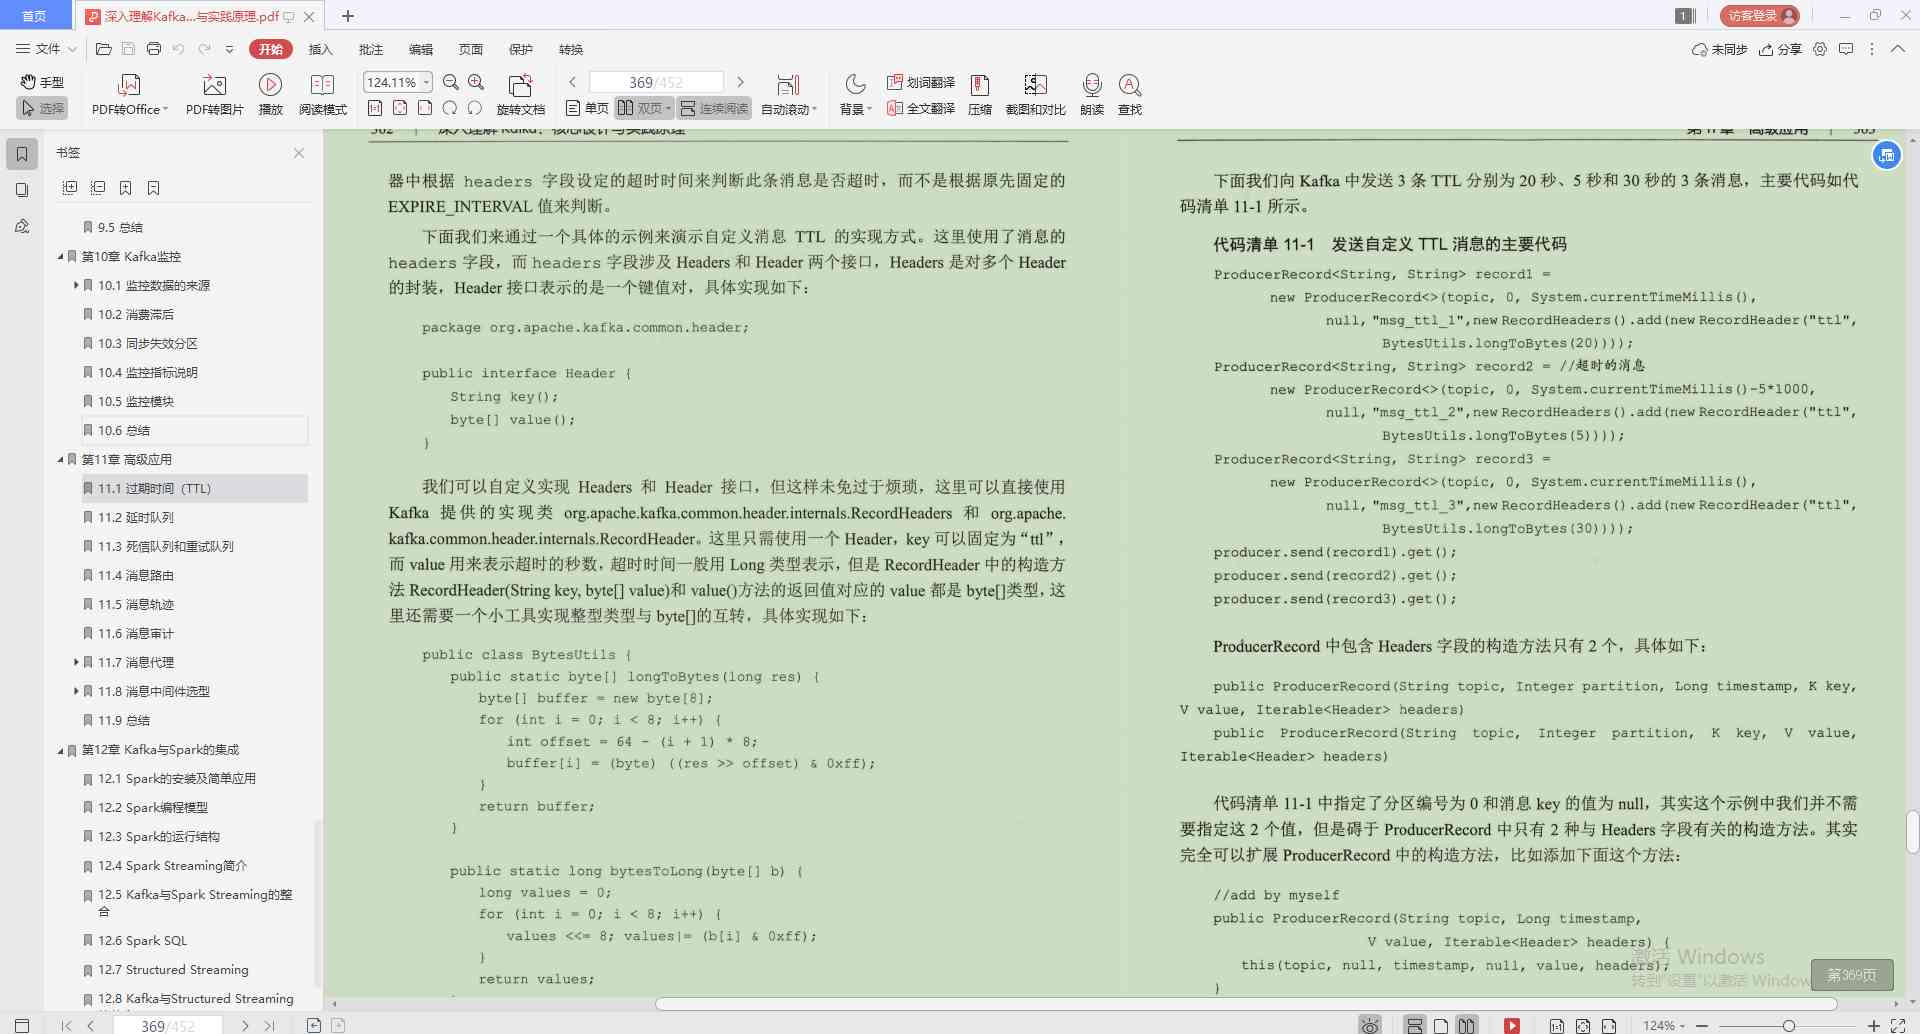 首页
深入理解Kafka...与实践原理.pdf
1
访客登录
文件
开始
插入
批注
编辑
页面
保护
转换
未同步
分享
手型
选择
PDF转Office
PDF转图片
播放
阅读模式
124.11%
旋转文档
369/452
单页
双页
连续阅读
自动滚动
背景
划词翻译
全文翻译
压缩
截图和对比
朗读
查找
书签
9.5 总结
第10章 Kafka监控
10.1 监控数据的来源
10.2 消费滞后
10.3 同步失效分区
10.4 监控指标说明
10.5 监控模块
10.6 总结
第11章 高级应用
11.1 过期时间（TTL）
11.2 延时队列
11.3 死信队列和重试队列
11.4 消息路由
11.5 消息轨迹
11.6 消息审计
11.7 消息代理
11.8 消息中间件选型
11.9 总结
第12章 Kafka与Spark的集成
12.1 Spark的安装及简单应用
12.2 Spark编程模型
12.3 Spark的运行结构
12.4 Spark Streaming简介
12.5 Kafka与Spark Streaming的整
合
12.6 Spark SQL
12.7 Structured Streaming
12.8 Kafka与Structured Streaming
362 | 深入理解 Kafka：核心设计与实践原理
器中根据 headers 字段设定的超时时间来判断此条消息是否超时，而不是根据原先固定的
EXPIRE_INTERVAL 值来判断。
下面我们来通过一个具体的示例来演示自定义消息 TTL 的实现方式。这里使用了消息的
headers 字段，而 headers 字段涉及 Headers 和 Header 两个接口，Headers 是对多个 Header
的封装，Header 接口表示的是一个键值对，具体实现如下：
package org.apache.kafka.common.header;
public interface Header {
String key();
byte[] value();
}
我们可以自定义实现 Headers 和 Header 接口，但这样未免过于烦琐，这里可以直接使用
Kafka 提供的实现类 org.apache.kafka.common.header.internals.RecordHeaders 和 org.apache.
kafka.common.header.internals.RecordHeader。这里只需使用一个 Header，key 可以固定为“ttl”，
而 value 用来表示超时的秒数，超时时间一般用 Long 类型表示，但是 RecordHeader 中的构造方
法 RecordHeader(String key, byte[] value)和 value()方法的返回值对应的 value 都是 byte[]类型，这
里还需要一个小工具实现整型类型与 byte[]的互转，具体实现如下：
public class BytesUtils {
public static byte[] longToBytes(long res) {
byte[] buffer = new byte[8];
for (int i = 0; i < 8; i++) {
int offset = 64 - (i + 1) * 8;
buffer[i] = (byte) ((res >> offset) & 0xff);
}
return buffer;
}
public static long bytesToLong(byte[] b) {
long values = 0;
for (int i = 0; i < 8; i++) {
values <<= 8; values|= (b[i] & 0xff);
}
return values;
第 11 章 高级应用 | 363
下面我们向 Kafka 中发送 3 条 TTL 分别为 20 秒、5 秒和 30 秒的 3 条消息，主要代码如代
码清单 11-1 所示。
代码清单 11-1 发送自定义 TTL 消息的主要代码
ProducerRecord<String, String> record1 =
new ProducerRecord<>(topic, 0, System.currentTimeMillis(),
null, "msg_ttl_1",new RecordHeaders().add(new RecordHeader("ttl",
BytesUtils.longToBytes(20))));
ProducerRecord<String, String> record2 = //超时的消息
new ProducerRecord<>(topic, 0, System.currentTimeMillis()-5*1000,
null, "msg_ttl_2",new RecordHeaders().add(new RecordHeader("ttl",
BytesUtils.longToBytes(5))));
ProducerRecord<String, String> record3 =
new ProducerRecord<>(topic, 0, System.currentTimeMillis(),
null, "msg_ttl_3",new RecordHeaders().add(new RecordHeader("ttl",
BytesUtils.longToBytes(30))));
producer.send(record1).get();
producer.send(record2).get();
producer.send(record3).get();
ProducerRecord 中包含 Headers 字段的构造方法只有 2 个，具体如下：
public ProducerRecord(String topic, Integer partition, Long timestamp, K key,
V value, Iterable<Header> headers)
public ProducerRecord(String topic, Integer partition, K key, V value,
Iterable<Header> headers)
代码清单 11-1 中指定了分区编号为 0 和消息 key 的值为 null，其实这个示例中我们并不需
要指定这 2 个值，但是碍于 ProducerRecord 中只有 2 种与 Headers 字段有关的构造方法。其实
完全可以扩展 ProducerRecord 中的构造方法，比如添加下面这个方法：
//add by myself
public ProducerRecord(String topic, Long timestamp,
V value, Iterable<Header> headers) {
this(topic, null, timestamp, null, value, headers);
}
激活 Windows
转到"设置"以激活 Window
第369页
369/452
124%